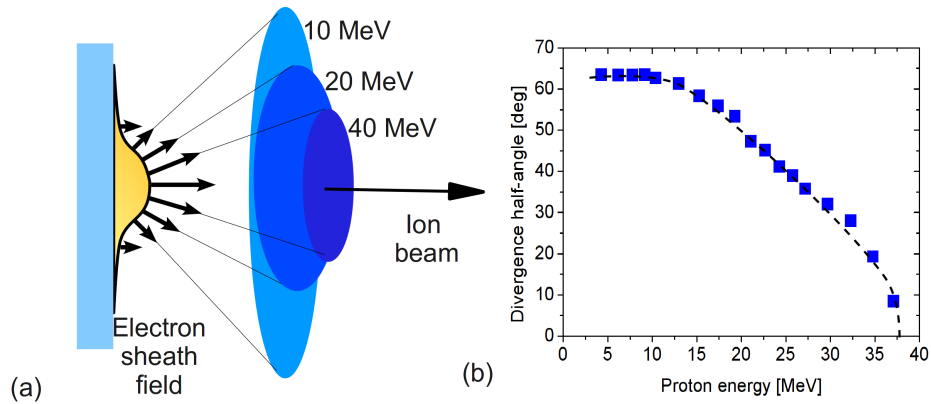 10 MeV
20 MeV
40 MeV
Ion
beam
Electron
sheath
field
(a)
Divergence half-angle [deg]
70
60
50
40
30
20
10
0
0
5
10
15
20
25
30
35
40
Proton energy [MeV]
(b)